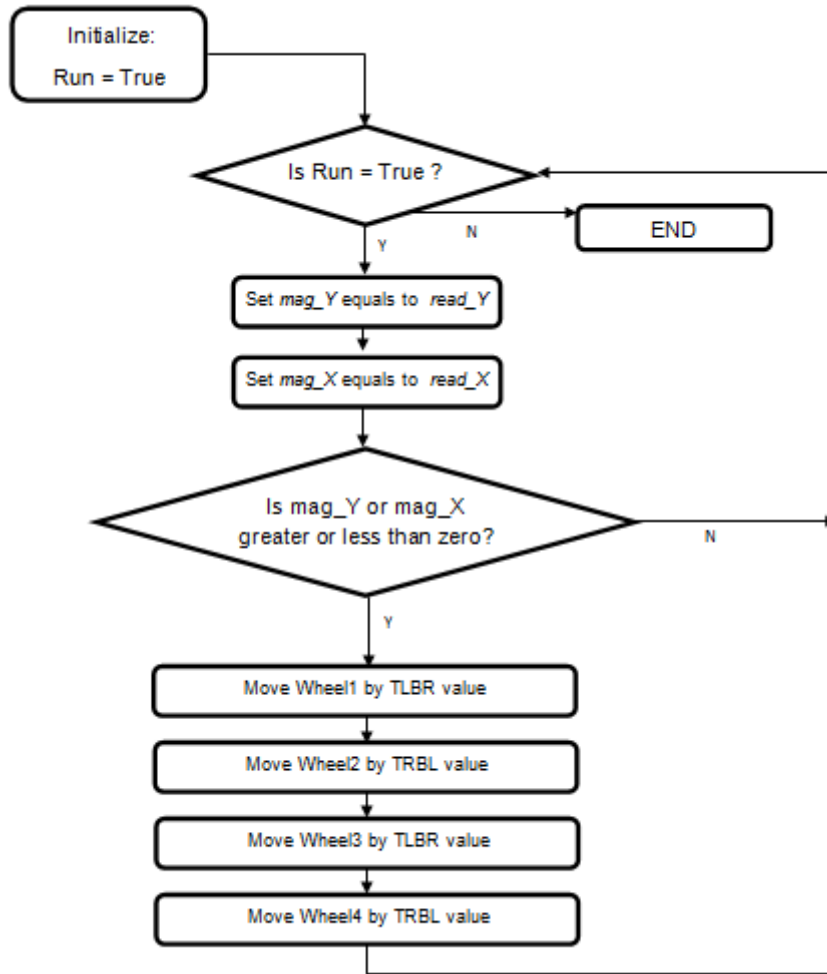 Initialize:
Run = True
Is Run = True ?
N
END
Y
Set mag_Y equals to read_Y
Set mag_X equals to read_X
Is mag_Y or mag_X
greater or less than zero?
N
Y
Move Wheel1 by TLBR value
Move Wheel2 by TRBL value
Move Wheel3 by TLBR value
Move Wheel4 by TRBL value